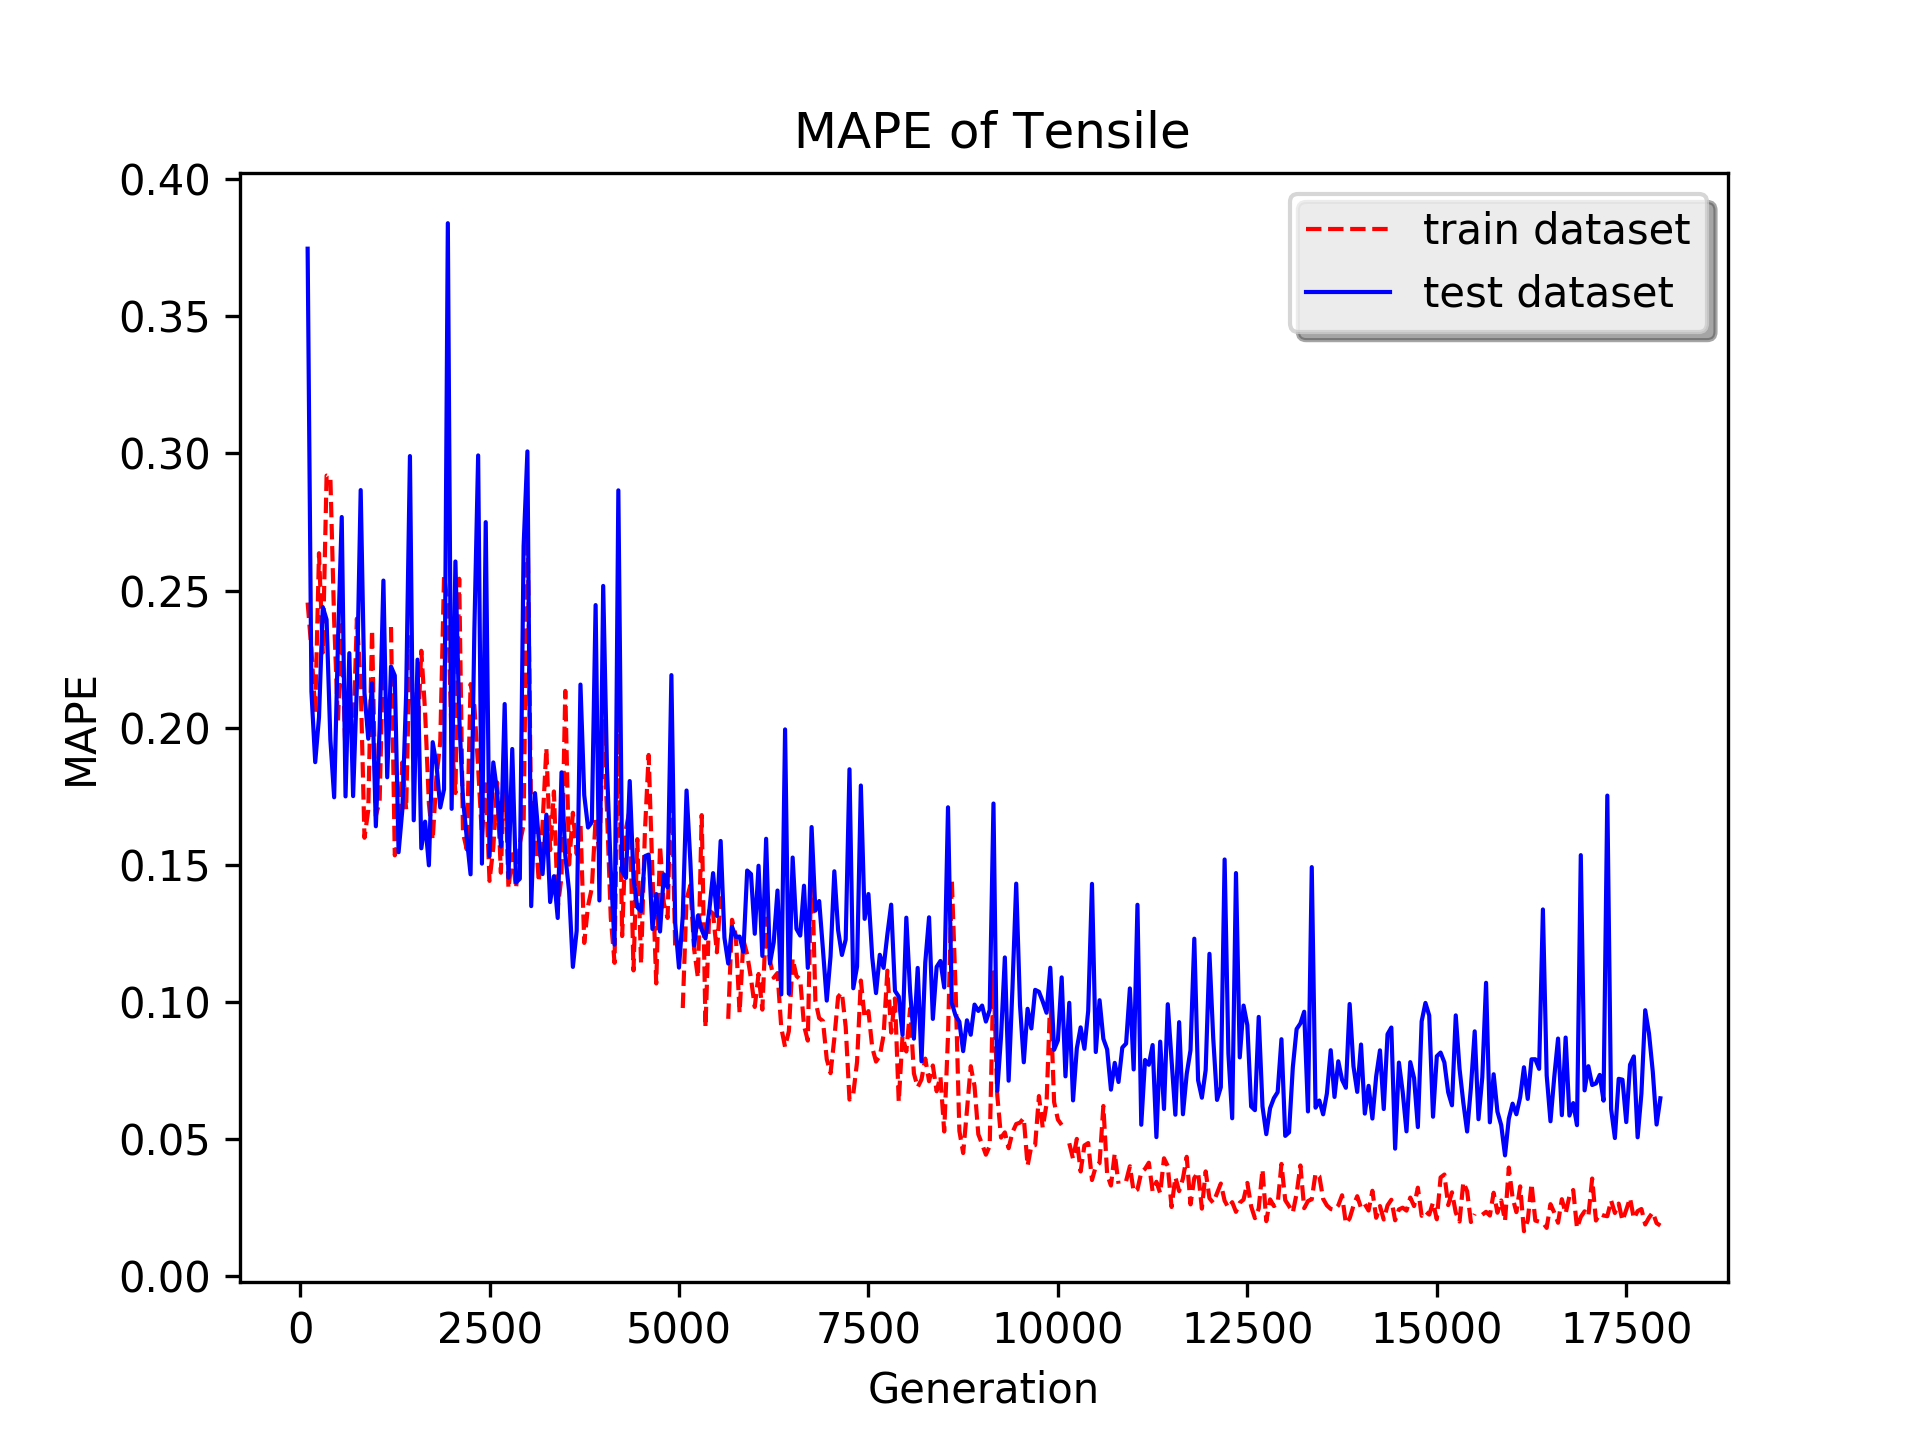 MAPE of Tensile
train dataset
test dataset
0.40
0.35
0.30
0.25
0.20
0.15
0.10
0.05
0.00
MAPE
0 2500 5000 7500 10000 12500 15000 17500
Generation